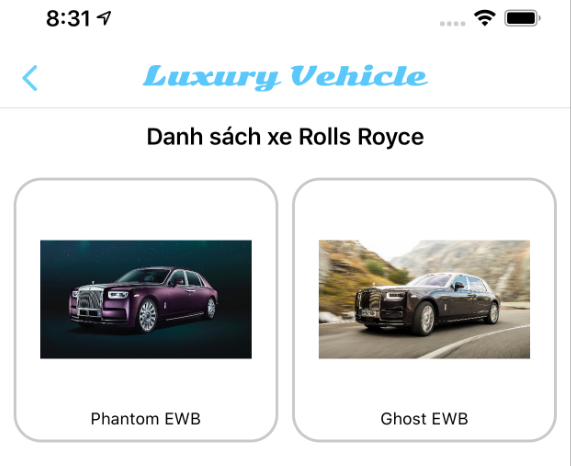 8:31
Luxury Vehicle
Danh sách xe Rolls Royce
Phantom EWB
Ghost EWB